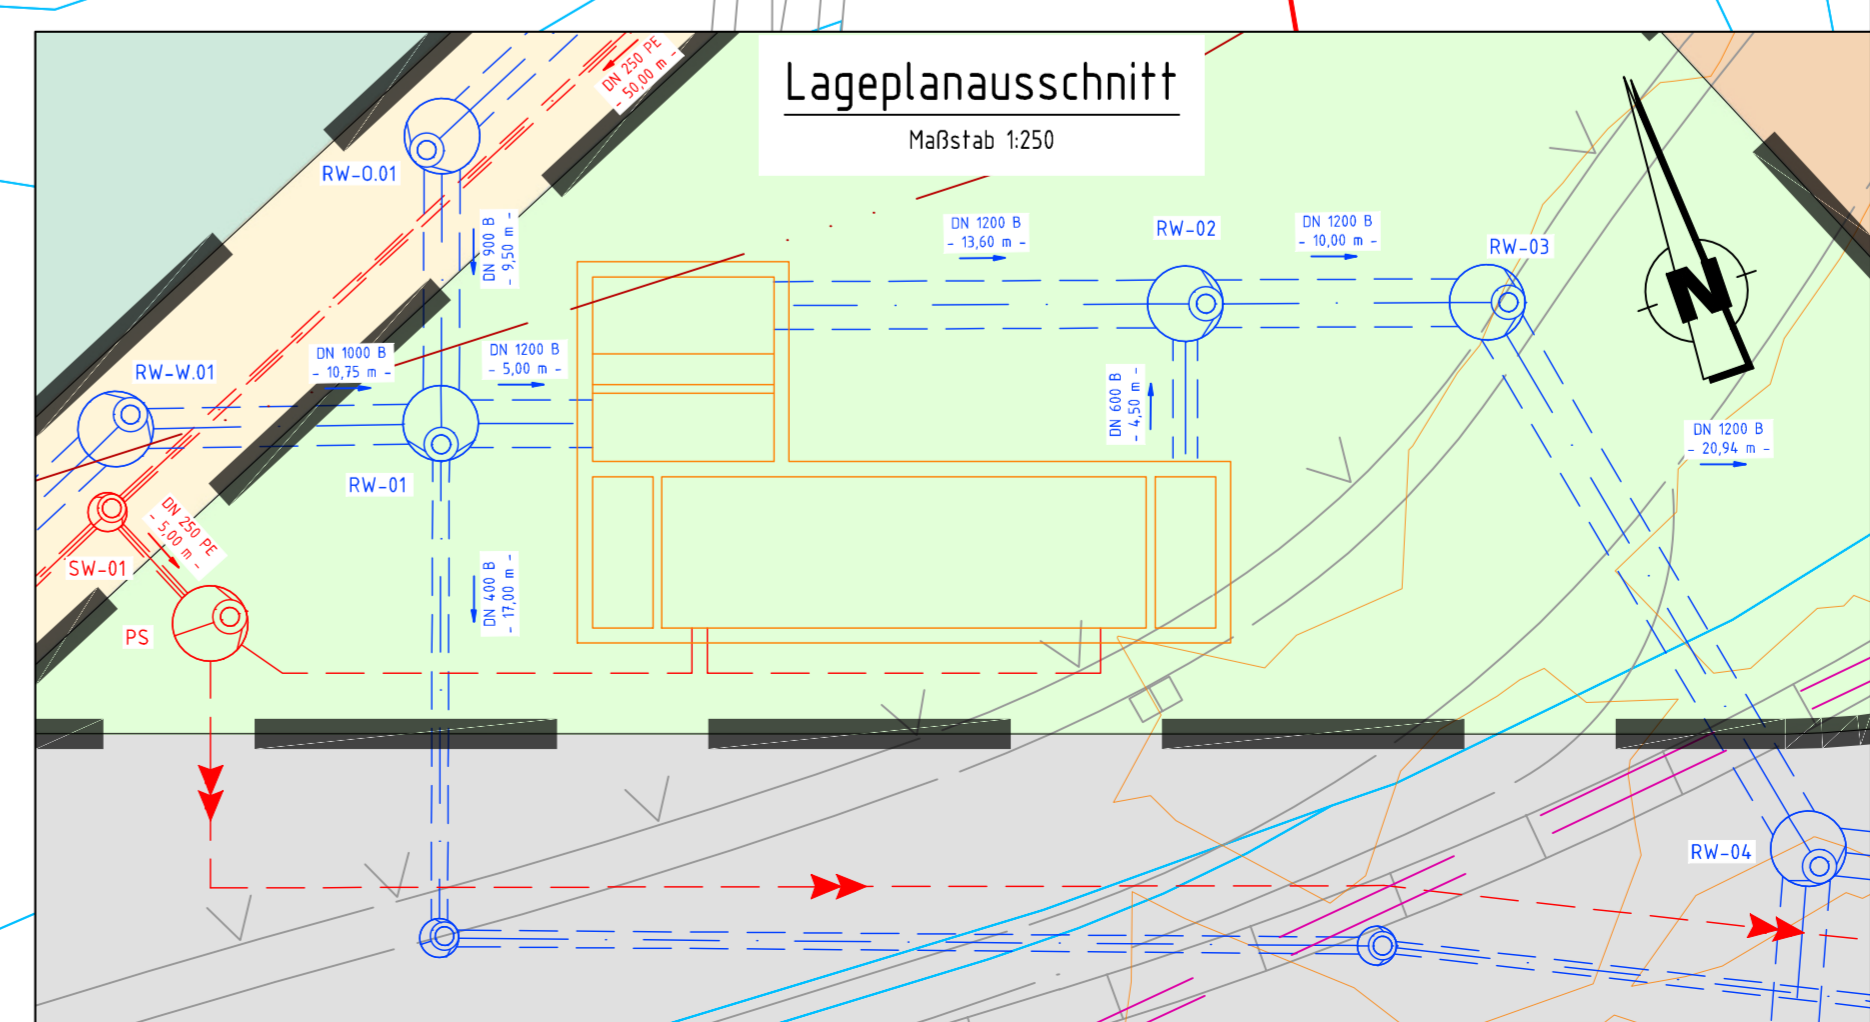 DN 250 PE
- 50,00 m -
Lageplanausschnitt
Maßstab 1:250
RW-O.01
DN 900 B
- 9,50 m -
DN 1200 B
- 13,60 m -
RW-02
DN 1200 B
- 10,00 m -
RW-03
N
RW-W.01
DN 1000 B
- 10,75 m -
DN 1200 B
- 5,00 m -
DN 600 B
- 4,50 m -
DN 1200 B
- 20,94 m -
RW-01
DN 250 PE
- 5,00 m -
SW-01
DN 400 B
- 17,00 m -
PS
RW-04